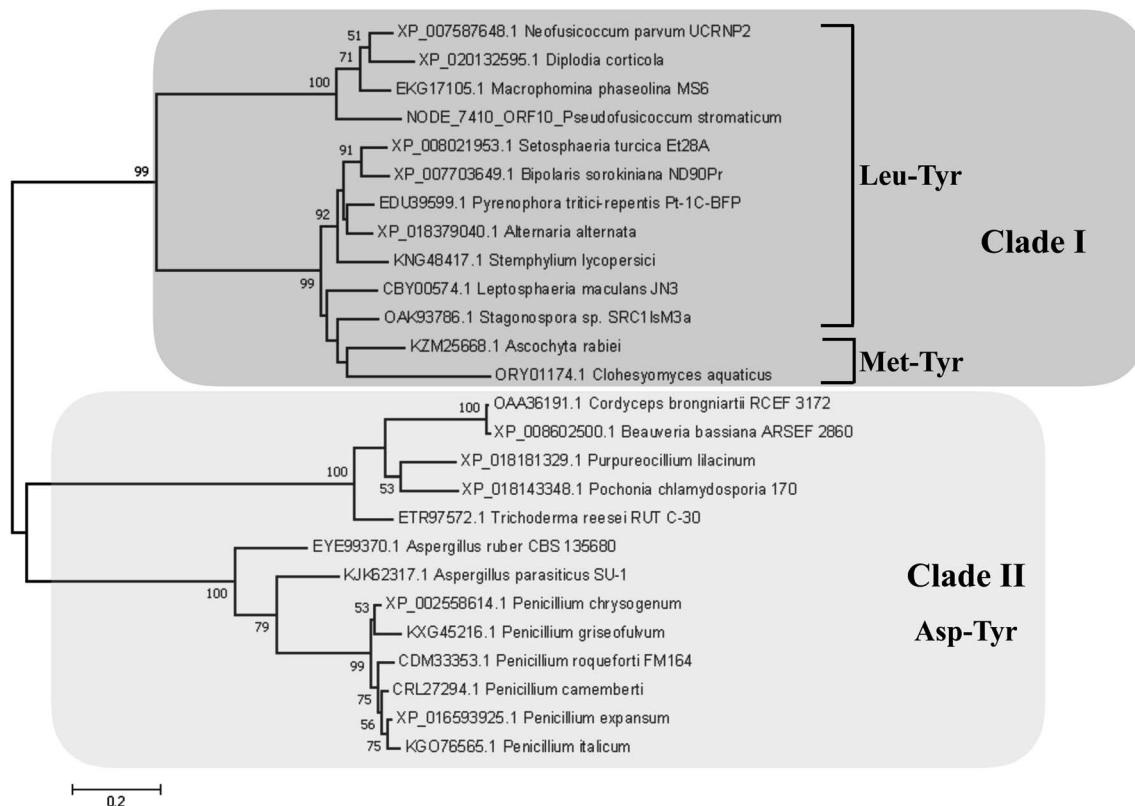 XP_007587648.1 Neofusicoccum parvum UCRNP2
51
XP_020132595.1 Diplodia corticola
71
100
EKG17105.1 Macrophomina phaseolina MS6
NODE_7410_ORF10_Pseudofusicoccum stromaticum
XP_008021953.1 Setosphaeria turcica Et28A
91
99
XP_007703649.1 Bipolaris sorokiniana ND90Pr
Leu-Tyr
EDU39599.1 Pyrenophora tritici-repentis Pt-1C-BFP
92
XP_018379040.1 Alternaria alternata
Clade I
KNG48417.1 Stemphylium lycopersici
99
CBY00574.1 Leptosphaeria maculans JN3
OAK93786.1 Stagonospora sp. SRC1lsM3a
KZM25668.1 Ascochyta rabiei
Met-Tyr
ORY01174.1 Clohesyomyces aquaticus
OAA36191.1 Cordyceps brongniartii RCEF 3172
100
XP_008602500.1 Beauveria bassiana ARSEF 2860
XP_018181329.1 Purpureocillium lilacinum
100
53
XP_018143348.1 Pochonia chlamydosporia 170
ETR97572.1 Trichoderma reesei RUT C-30
EYE99370.1 Aspergillus ruber CBS 135680
KJK62317.1 Aspergillus parasiticus SU-1
Clade II
100
XP_002558614.1 Penicillium chrysogenum
53
79
KXG45216.1 Penicillium griseofulvum
Asp-Tyr
99
CDM33353.1 Penicillium roqueforti FM164
75
CRL27294.1 Penicillium camemberti
56
XP_016593925.1 Penicillium expansum
75
KGO76565.1 Penicillium italicum
0.2